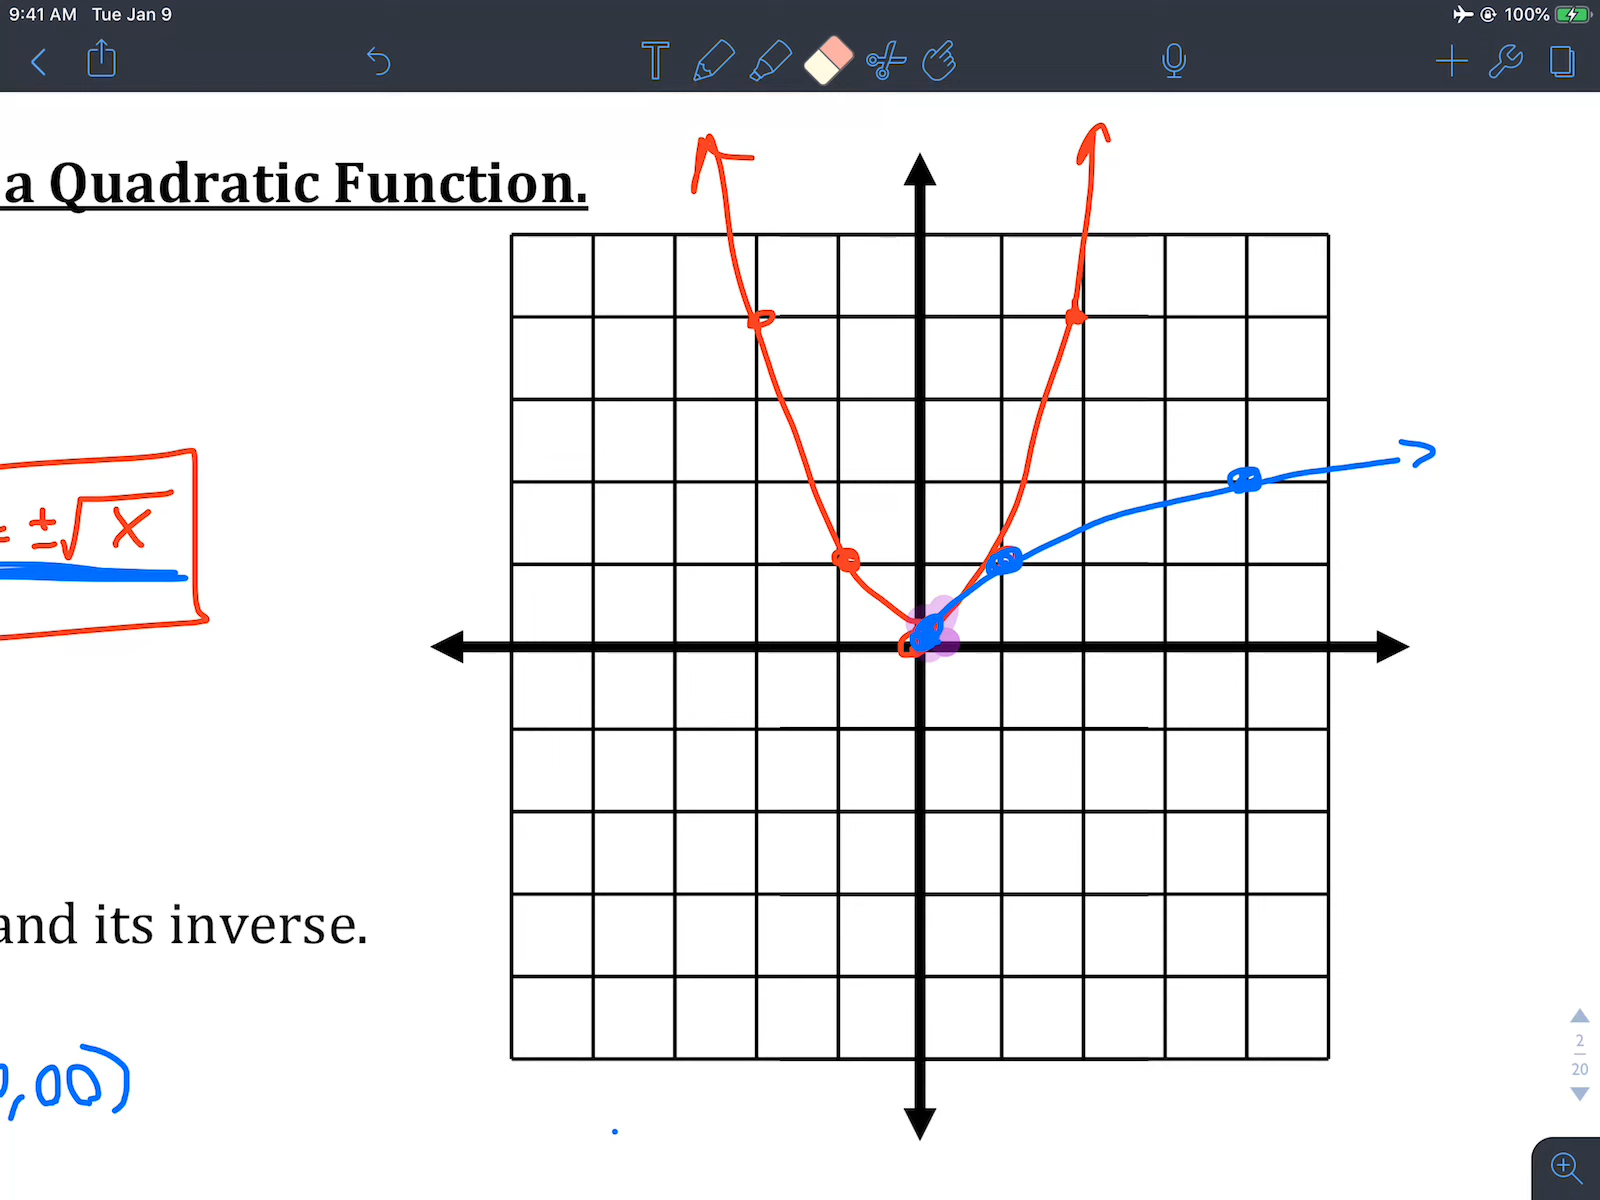 9:41 AM Tue Jan 9
100%
T
a Quadratic Function.
= ±√x
and its inverse.
,∞)
2
20